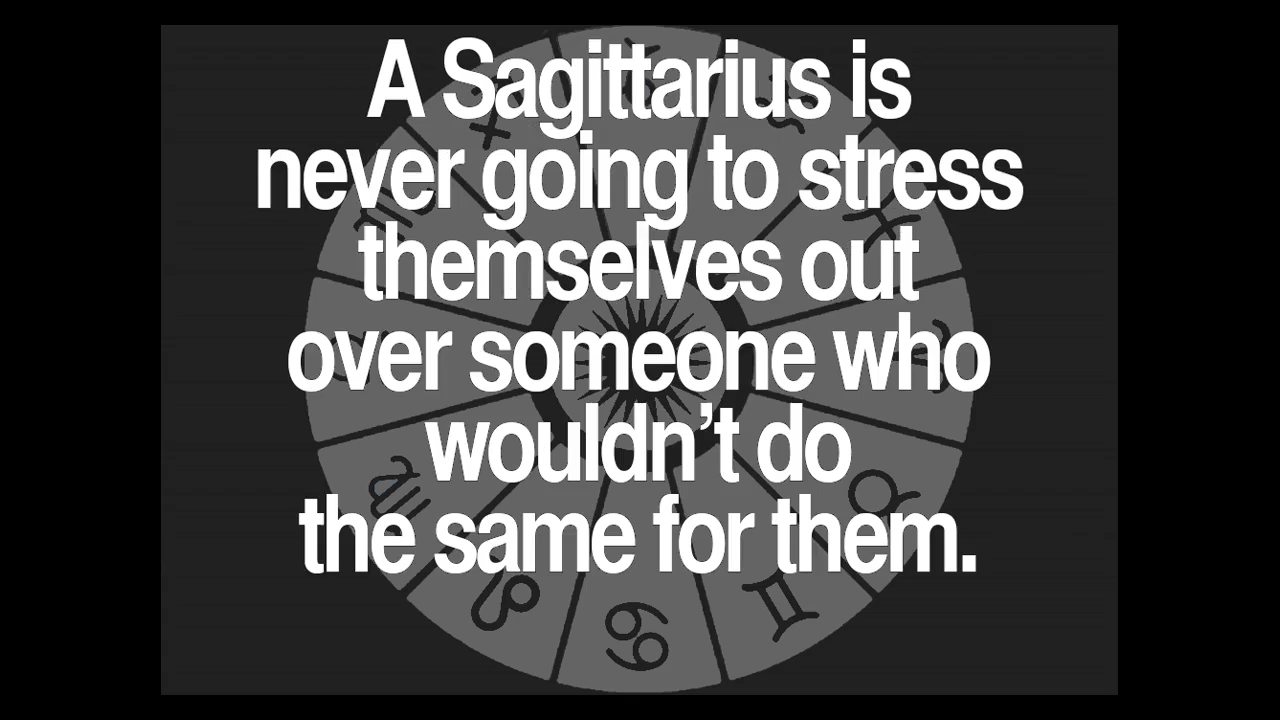 A Sagittarius is
never going to stress
themselves out
over someone who
wouldn’t do
the same for them.